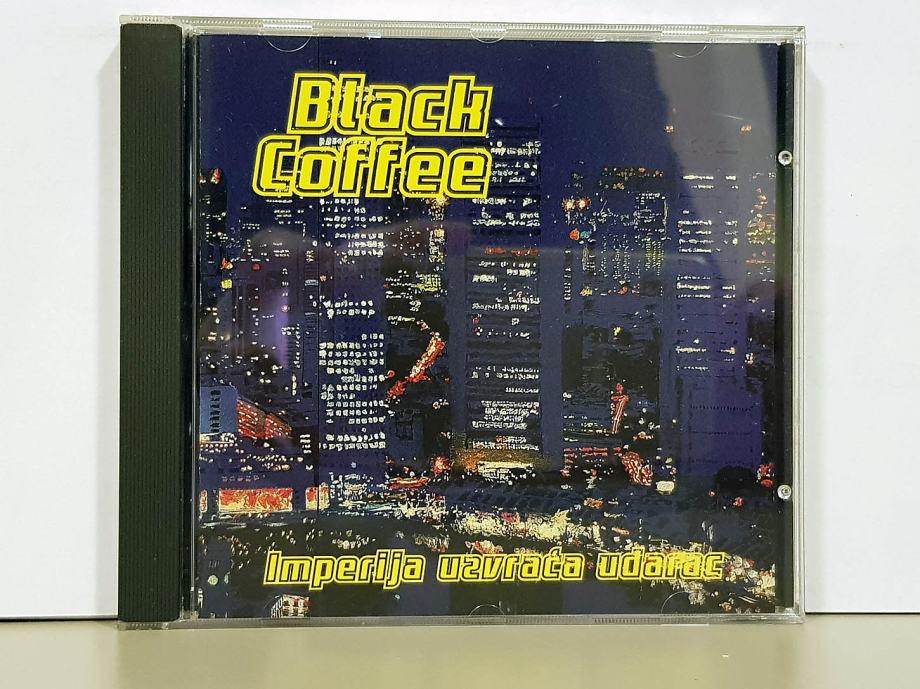 Black
Coffee
Imperija uzvraća udarac